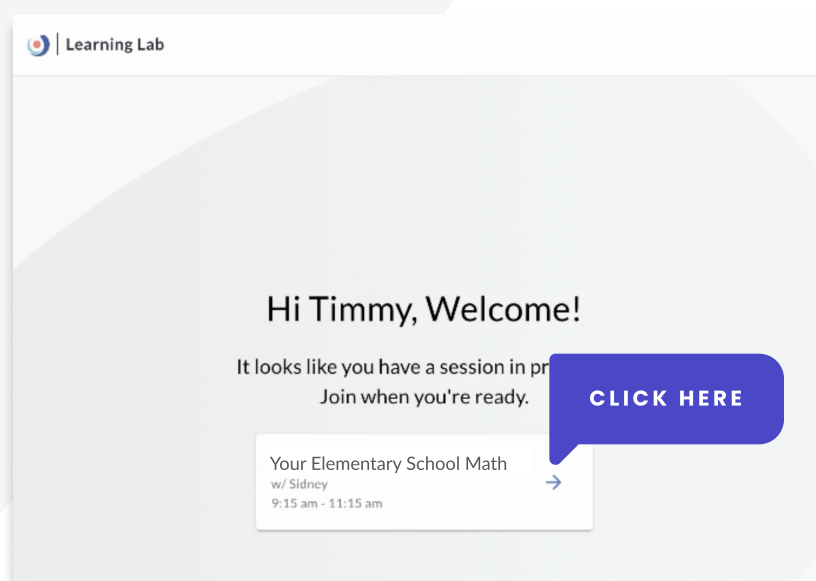 Learning Lab
Hi Timmy, Welcome!
It looks like you have a session in pr
Join when you're ready.
CLICK HERE
Your Elementary School Math
w/ Sidney
9:15 am - 11:15 am